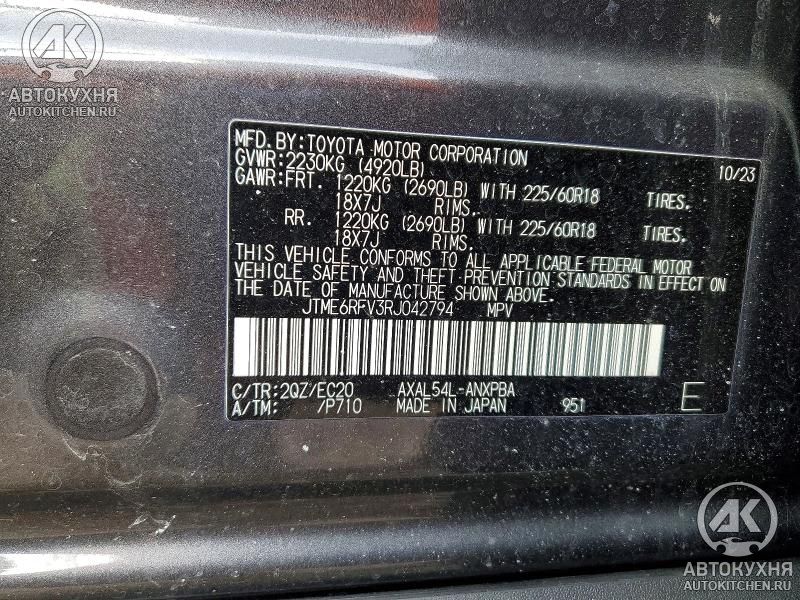 AK
АВТОКУХНЯ
AUTOKITCHEN.RU
MFD.BY:TOYOTA MOTOR CORPORATION 10/23
GVWR:2230KG (4920LB)
GAWR:FRT. 1220KG (2690LB) WITH 225/60R18 TIRES.
18X7J RIMS.
RR. 1220KG (2690LB) WITH 225/60R18 TIRES.
18X7J RIMS.
THIS VEHICLE CONFORMS TO ALL APPLICABLE FEDERAL MOTOR
VEHICLE SAFETY AND THEFT PREVENTION STANDARDS IN EFFECT ON
THE DATE OF MANUFACTURE SHOWN ABOVE.
JTME6RFV3RJ042794 MPV
C/TR:2QZ/EC20 AXAL54L-ANXPBA
A/TM: /P710 MADE IN JAPAN 951 E
AK
АВТОКУХНЯ
AUTOKITCHEN.RU